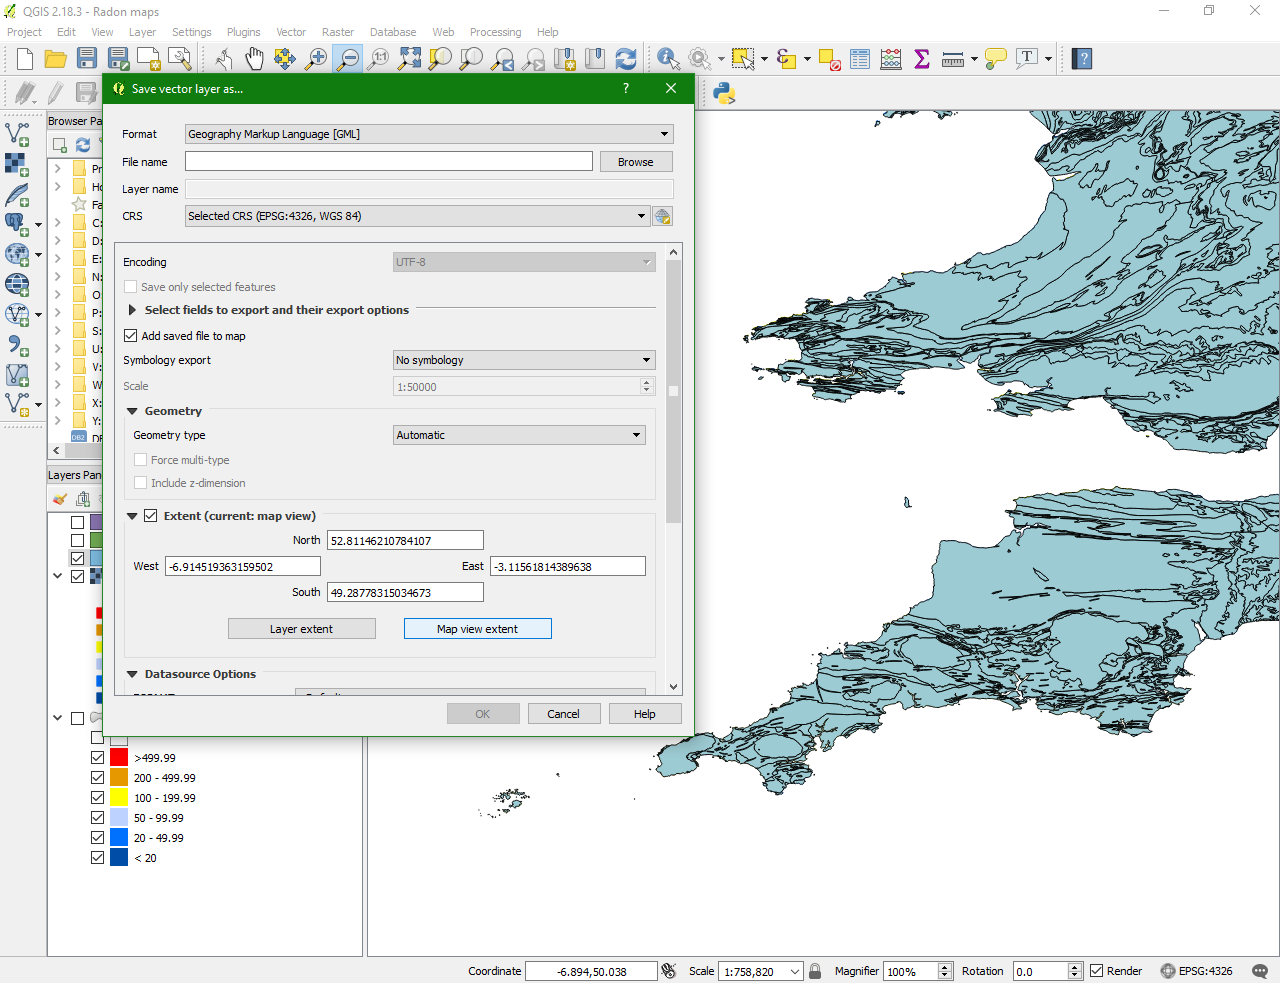 QGIS 2.18.3 - Radon maps
Project Edit View Layer Settings Plugins Vector Raster Database Web Processing Help
Save vector layer as... ?
Format Geography Markup Language [GML]
File name Browse
Layer name
CRS Selected CRS (EPSG:4326, WGS 84)
Encoding UTF-8
Save only selected features
Select fields to export and their export options
Add saved file to map
Symbology export No symbology
Scale 1:50000
Geometry
Geometry type Automatic
Force multi-type
Include z-dimension
Extent (current: map view)
North 52.81146210784107
West -6.914519363159502 East -3.11561814389638
South 49.28778315034673
Layer extent Map view extent
Datasource Options
OK Cancel Help
Browser Pa
Pr
Ho
Fa
C:
D:
E:
N:
O:
P:
S:
U:
V:
W
X:
Y:
DB2
Layers Pan
>499.99
200 - 499.99
100 - 199.99
50 - 99.99
20 - 49.99
< 20
Coordinate -6.894,50.038 Scale 1:758,820 Magnifier 100% Rotation 0.0 Render EPSG:4326